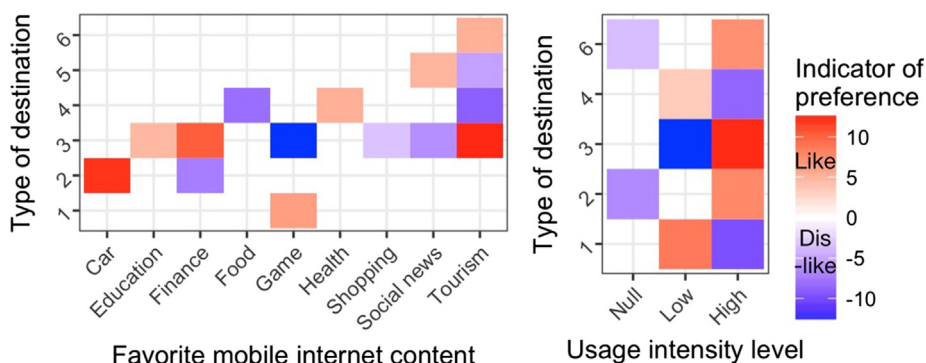 Type of destination
6
5
4
3
2
1
Car
Education
Finance
Food
Game
Health
Shopping
Social news
Tourism
Favorite mobile internet content
Type of destination
6
4
3
2
1
Null
Low
High
Usage intensity level
Indicator of
preference
10
Like
5
0
Dis
-like
-5
-10